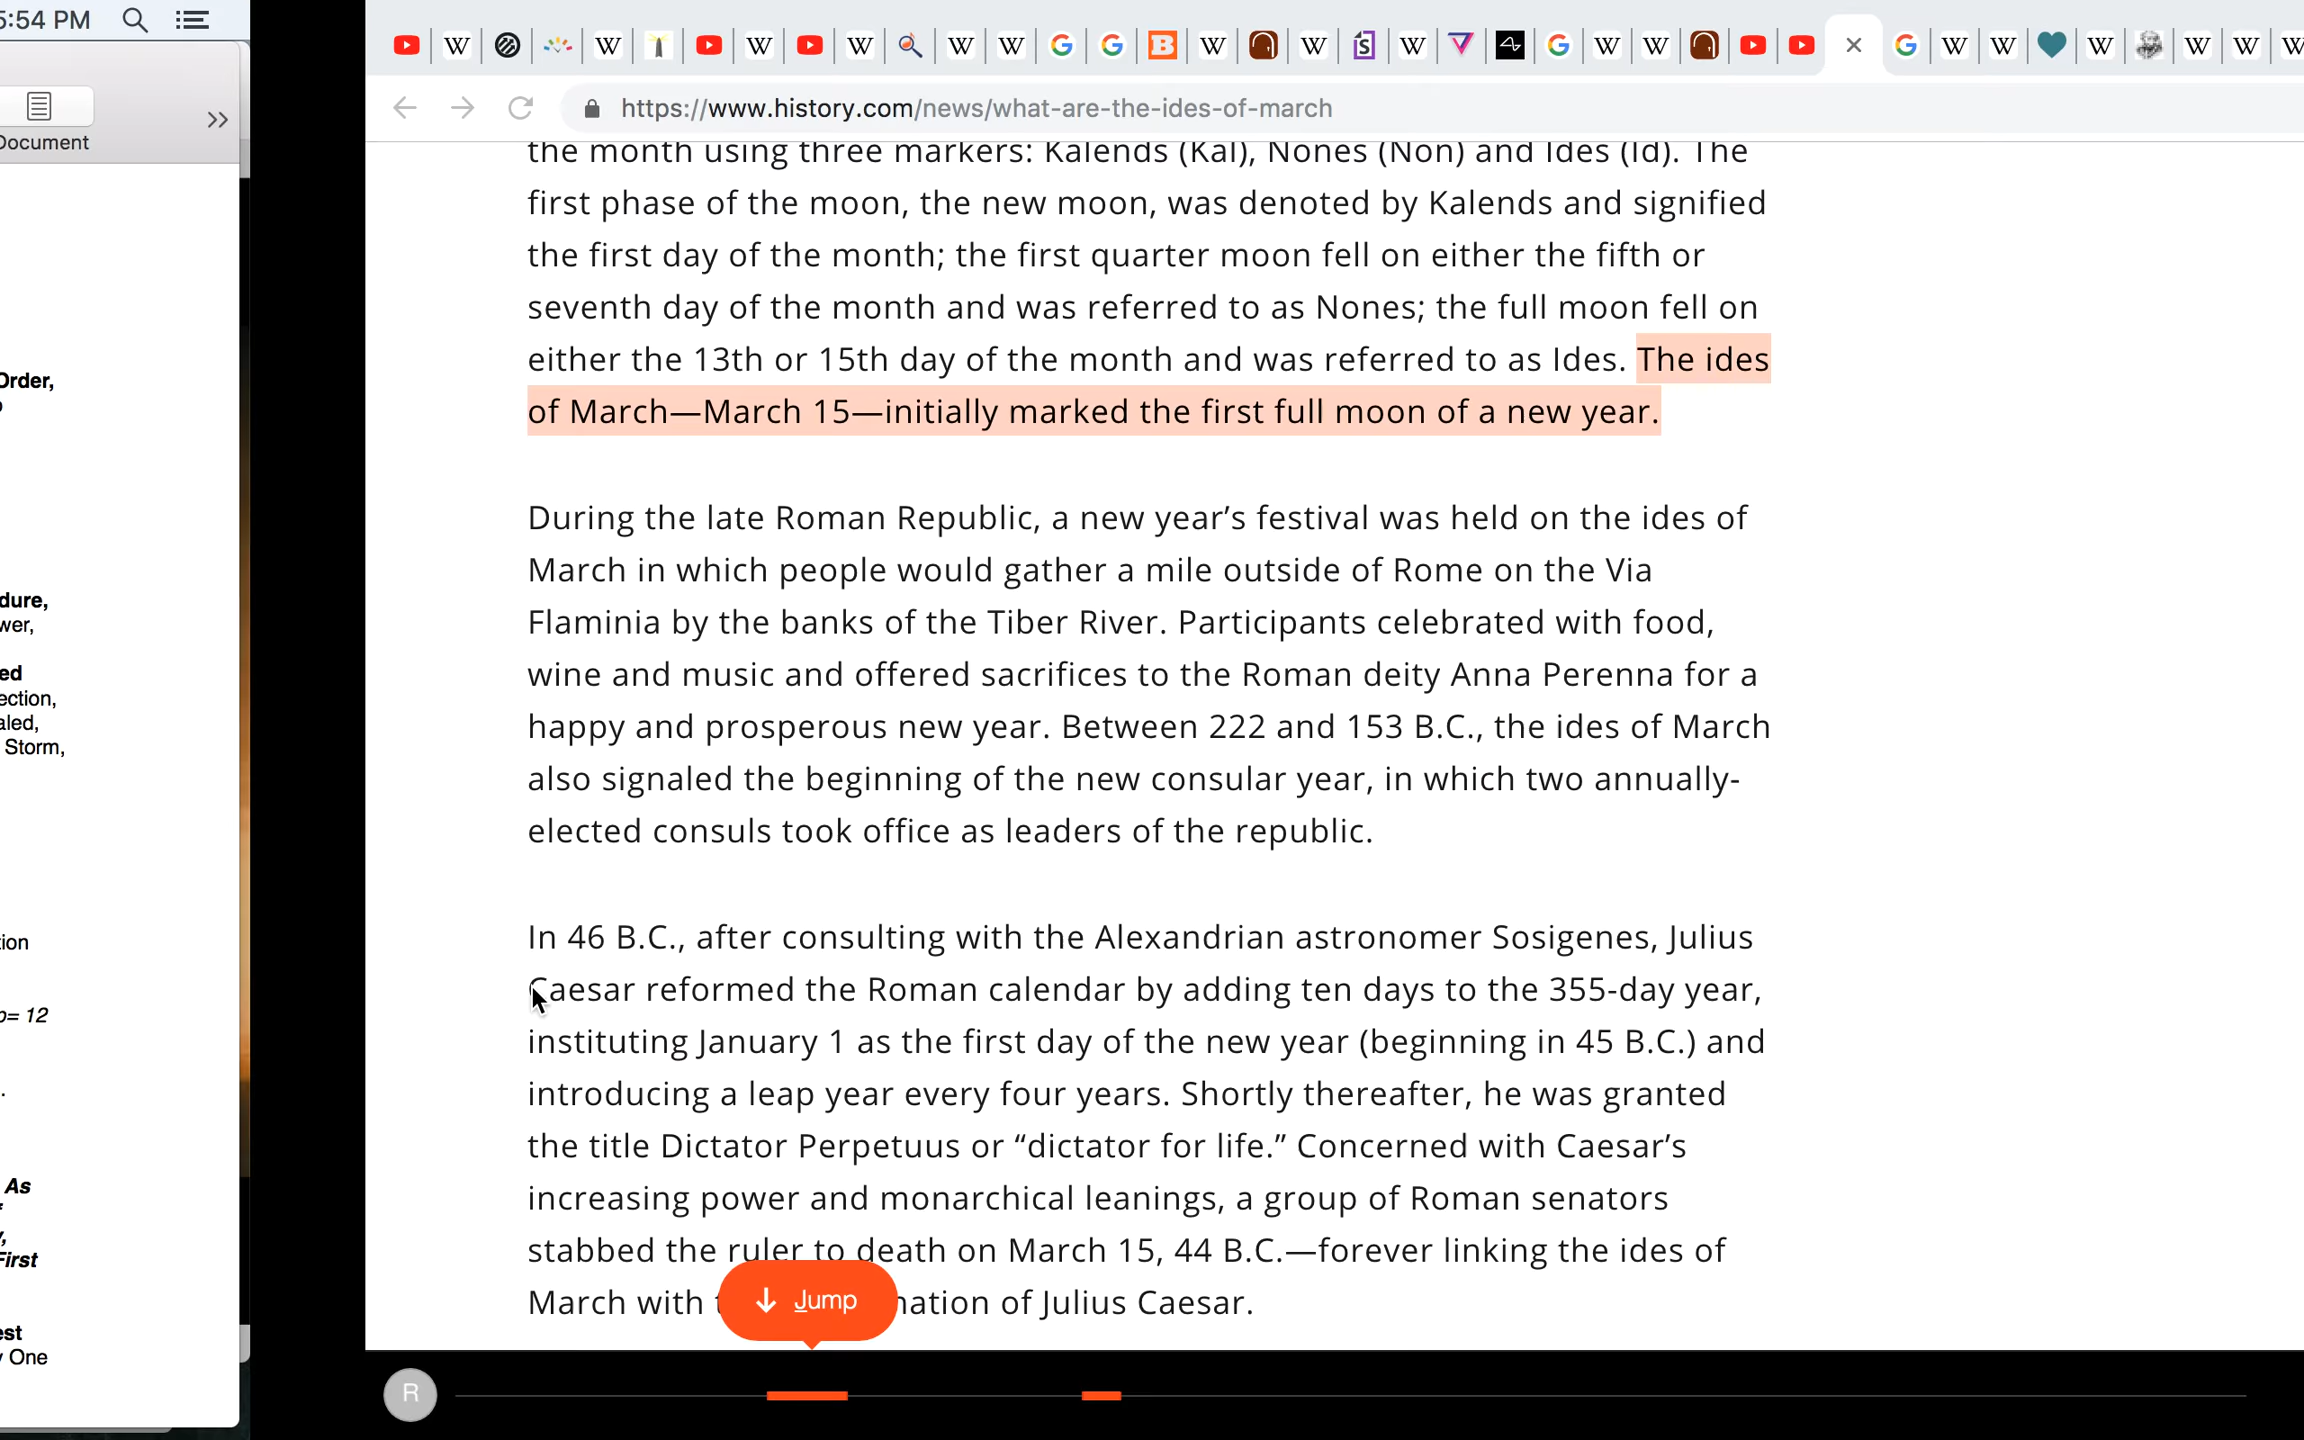 5:54 PM
Document
Order,
dure,
wer,
ed
ection,
aled,
Storm,
tion
p= 12
As
First
est
y One
https://www.history.com/news/what-are-the-ides-of-march
the month using three markers: Kalends (Kal), Nones (Non) and Ides (Id). The
first phase of the moon, the new moon, was denoted by Kalends and signified
the first day of the month; the first quarter moon fell on either the fifth or
seventh day of the month and was referred to as Nones; the full moon fell on
either the 13th or 15th day of the month and was referred to as Ides. The ides
of March—March 15—initially marked the first full moon of a new year.
During the late Roman Republic, a new year’s festival was held on the ides of
March in which people would gather a mile outside of Rome on the Via
Flaminia by the banks of the Tiber River. Participants celebrated with food,
wine and music and offered sacrifices to the Roman deity Anna Perenna for a
happy and prosperous new year. Between 222 and 153 B.C., the ides of March
also signaled the beginning of the new consular year, in which two annually-
elected consuls took office as leaders of the republic.
In 46 B.C., after consulting with the Alexandrian astronomer Sosigenes, Julius
Caesar reformed the Roman calendar by adding ten days to the 355-day year,
instituting January 1 as the first day of the new year (beginning in 45 B.C.) and
introducing a leap year every four years. Shortly thereafter, he was granted
the title Dictator Perpetuus or “dictator for life.” Concerned with Caesar’s
increasing power and monarchical leanings, a group of Roman senators
stabbed the ruler to death on March 15, 44 B.C.—forever linking the ides of
March with nation of Julius Caesar.
Jump
R